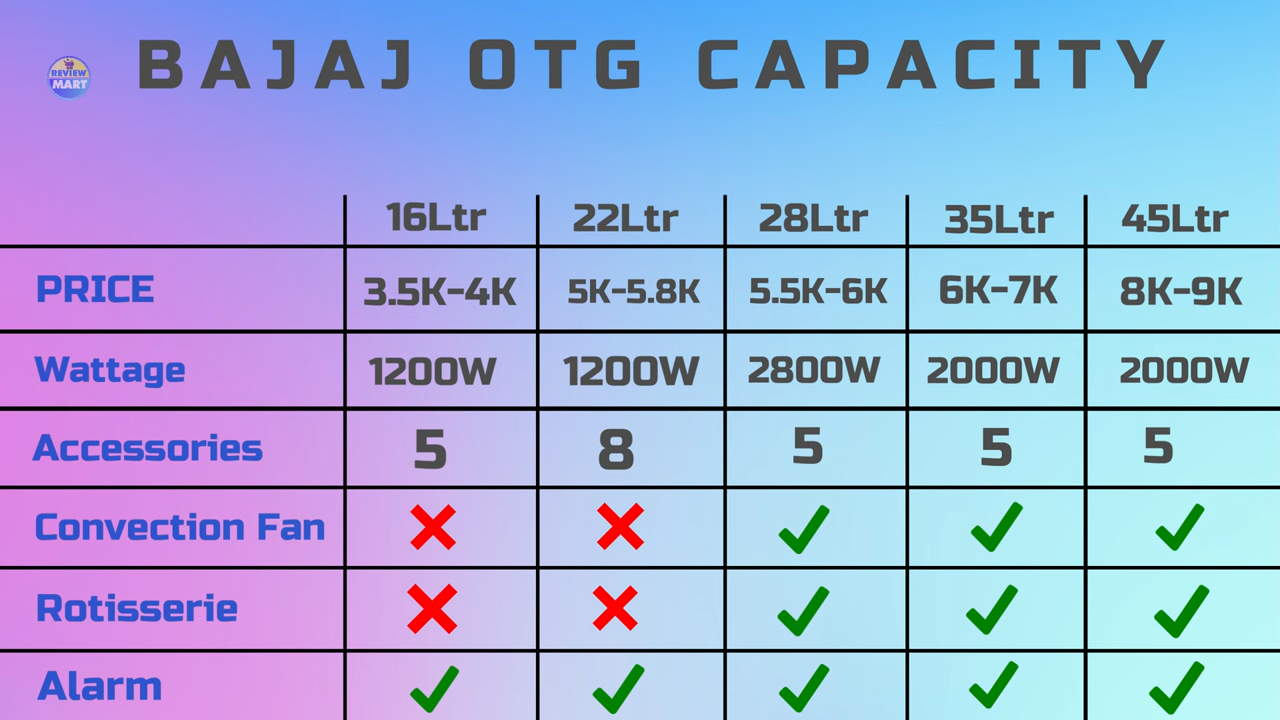 REVIEW
MART
BAJAJ OTG CAPACITY
16Ltr 22Ltr 28Ltr 35Ltr 45Ltr
PRICE 3.5K-4K 5K-5.8K 5.5K-6K 6K-7K 8K-9K
Wattage 1200W 1200W 2800W 2000W 2000W
Accessories 5 8 5 5 5
Convection Fan
Rotisserie
Alarm